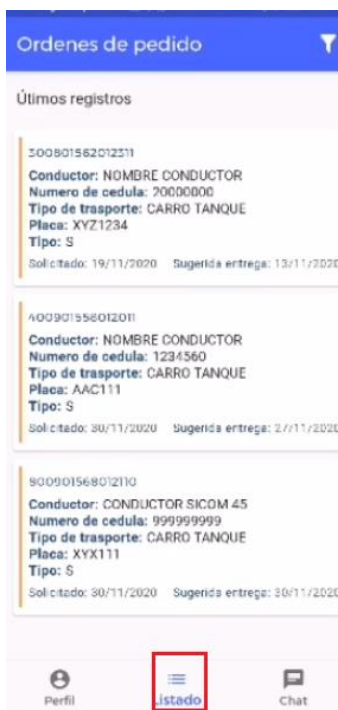 Ordenes de pedido
Útimos registros
300801562012311
Conductor: NOMBRE CONDUCTOR
Numero de cedula: 20000000
Tipo de trasporte: CARRO TANQUE
Placa: XYZ1234
Tipo: S
Solicitado: 19/11/2020 Sugerida entrega: 13/11/2020
400901558012011
Conductor: NOMBRE CONDUCTOR
Numero de cedula: 1234560
Tipo de trasporte: CARRO TANQUE
Placa: AAC111
Tipo: S
Solicitado: 30/11/2020 Sugerida entrega: 27/11/2020
800901568012110
Conductor: CONDUCTOR SICOM 45
Numero de cedula: 999999999
Tipo de trasporte: CARRO TANQUE
Placa: XYX111
Tipo: S
Solicitado: 30/11/2020 Sugerida entrega: 30/11/2020
Perfil Listado Chat